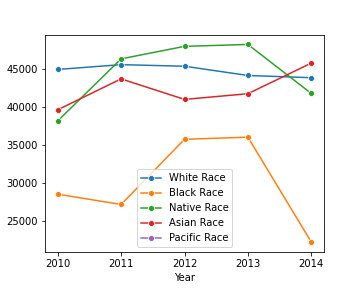 45000
40000
35000
30000
25000
White Race
Black Race
Native Race
Asian Race
Pacific Race
2010 2011 2012 2013 2014
Year